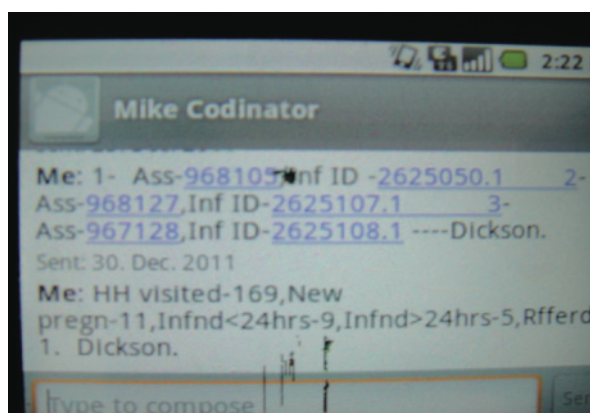 2:22
Mike Codinator
Me: 1- Ass-968105,Inf ID -2625050.1 2-
Ass-968127,Inf ID-2625107.1 3-
Ass-967128,Inf ID-2625108.1 ----Dickson.
Sent: 30. Dec. 2011
Me: HH visited-169,New
pregn-11,Infnd<24hrs-9,Infnd>24hrs-5,Rfferd
1. Dickson.
Type to compose